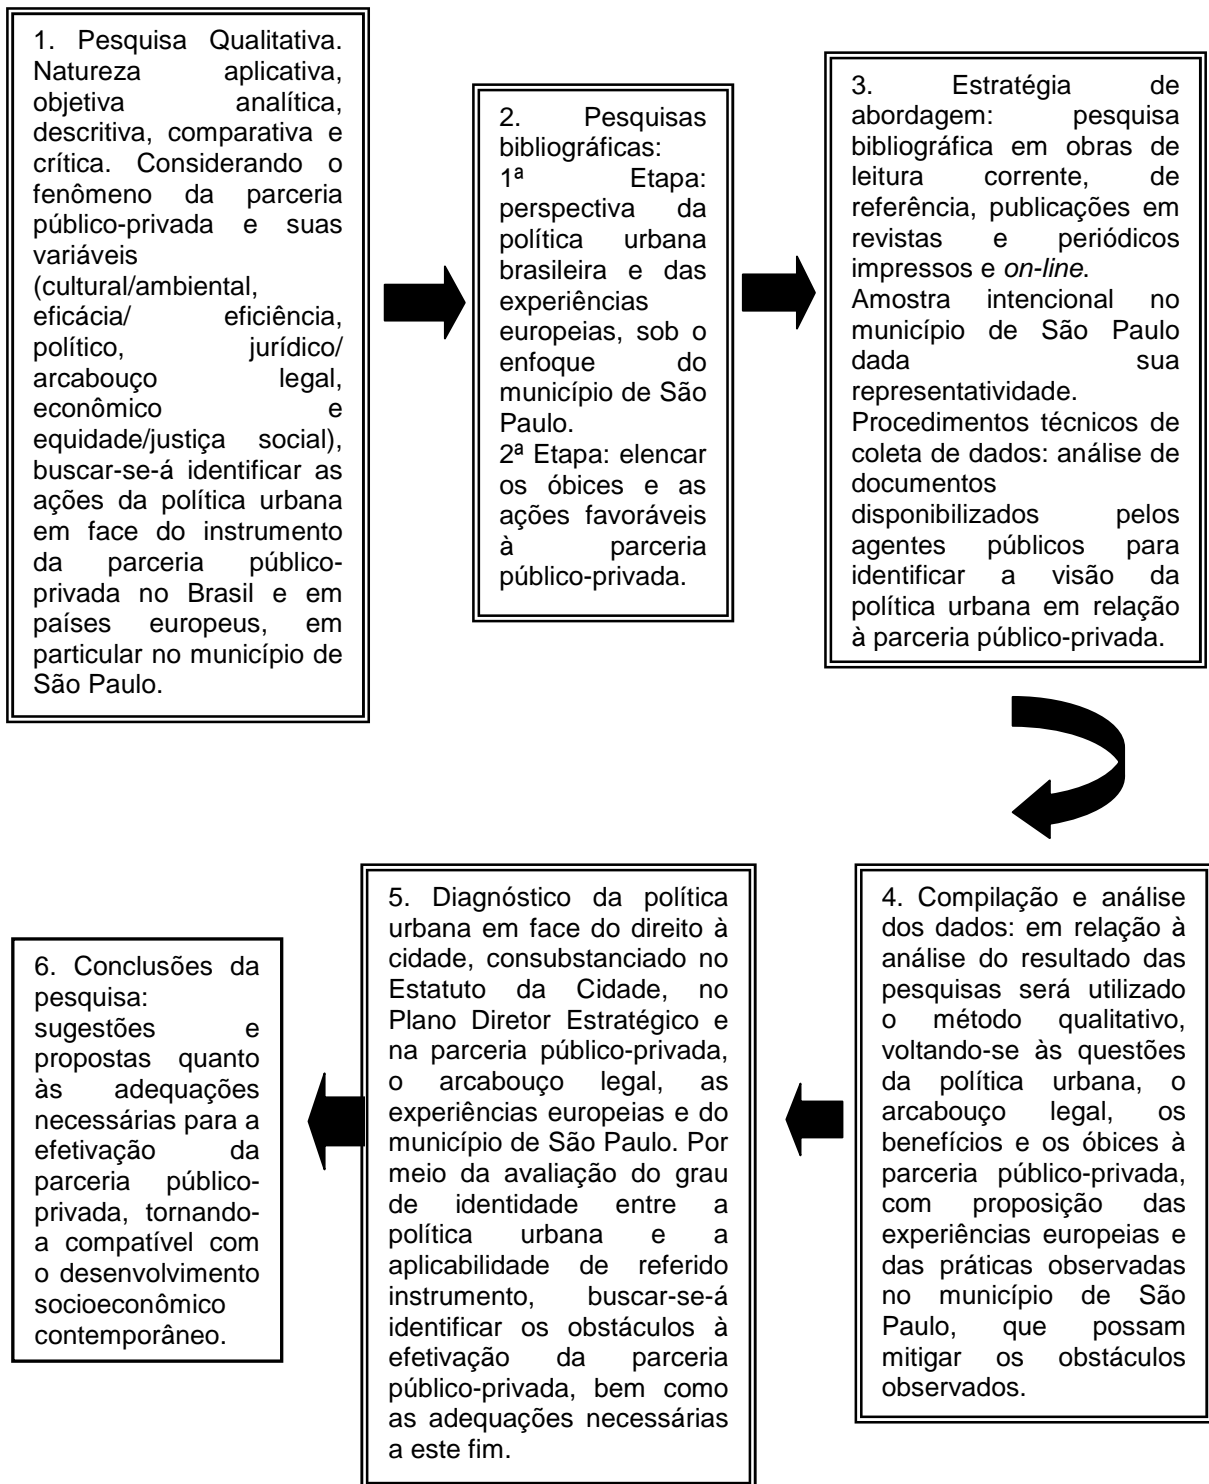 1. Pesquisa Qualitativa.
Natureza aplicativa,
objetiva analítica,
descritiva, comparativa e
crítica. Considerando o
fenômeno da parceria
público-privada e suas
variáveis
(cultural/ambiental,
eficácia/ eficiência,
político, jurídico/
arcabouço legal,
econômico e
equidade/justiça social),
buscar-se-á identificar as
ações da política urbana
em face do instrumento
da parceria público-
privada no Brasil e em
países europeus, em
particular no município de
São Paulo.
2. Pesquisas
bibliográficas:
1ª Etapa:
perspectiva da
política urbana
brasileira e das
experiências
europeias, sob o
enfoque do
município de São
Paulo.
2ª Etapa: elencar
os óbices e as
ações favoráveis
à parceria
público-privada.
3. Estratégia de
abordagem: pesquisa
bibliográfica em obras de
leitura corrente, de
referência, publicações em
revistas e periódicos
impressos e on-line.
Amostra intencional no
município de São Paulo
dada sua
representatividade.
Procedimentos técnicos de
coleta de dados: análise de
documentos
disponibilizados pelos
agentes públicos para
identificar a visão da
política urbana em relação
à parceria público-privada.
4. Compilação e análise
dos dados: em relação à
análise do resultado das
pesquisas será utilizado
o método qualitativo,
voltando-se às questões
da política urbana, o
arcabouço legal, os
benefícios e os óbices à
parceria público-privada,
com proposição das
experiências europeias e
das práticas observadas
no município de São
Paulo, que possam
mitigar os obstáculos
observados.
5. Diagnóstico da política
urbana em face do direito à
cidade, consubstanciado no
Estatuto da Cidade, no
Plano Diretor Estratégico e
na parceria público-privada,
o arcabouço legal, as
experiências europeias e do
município de São Paulo. Por
meio da avaliação do grau
de identidade entre a
política urbana e a
aplicabilidade de referido
instrumento, buscar-se-á
identificar os obstáculos à
efetivação da parceria
público-privada, bem como
as adequações necessárias
a este fim.
6. Conclusões da
pesquisa:
sugestões e
propostas quanto
às adequações
necessárias para a
efetivação da
parceria público-
privada, tornando-
a compatível com
o desenvolvimento
socioeconômico
contemporâneo.